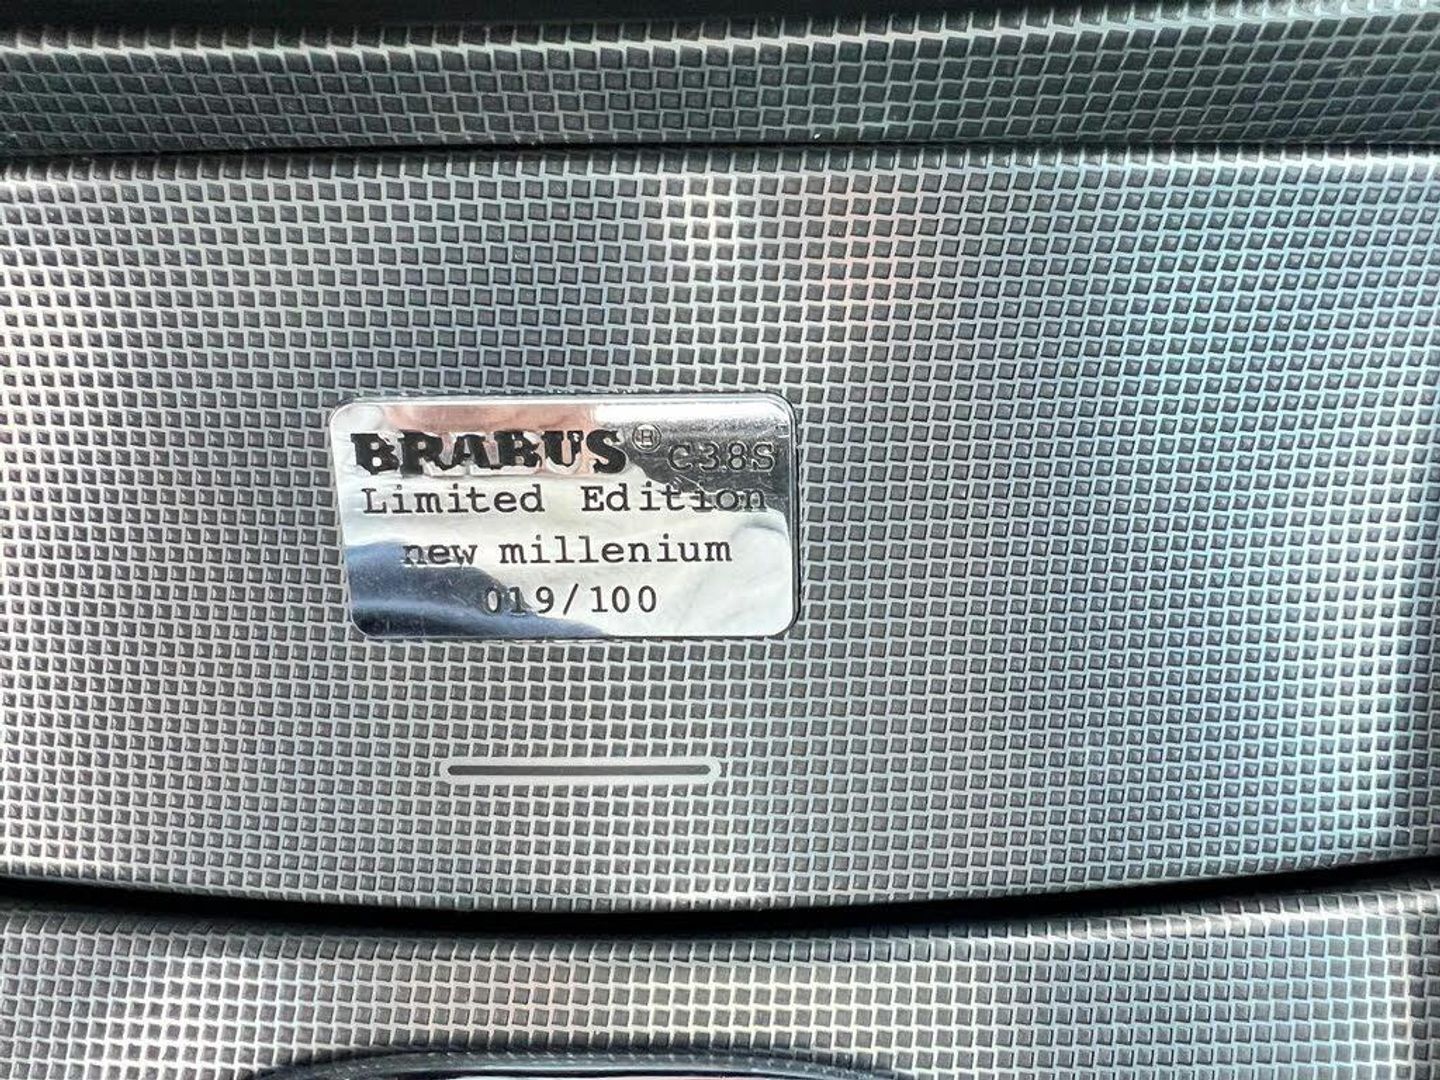 BRABUS® C38S
Limited Edition
new millenium
019/100